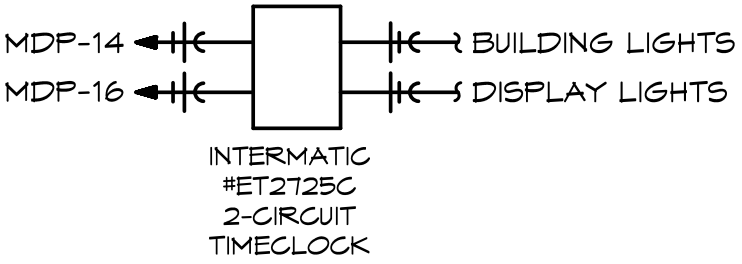 MDP-14
BUILDING LIGHTS
MDP-16
DISPLAY LIGHTS
INTERMATIC
#ET2725C
2-CIRCUIT
TIMECLOCK